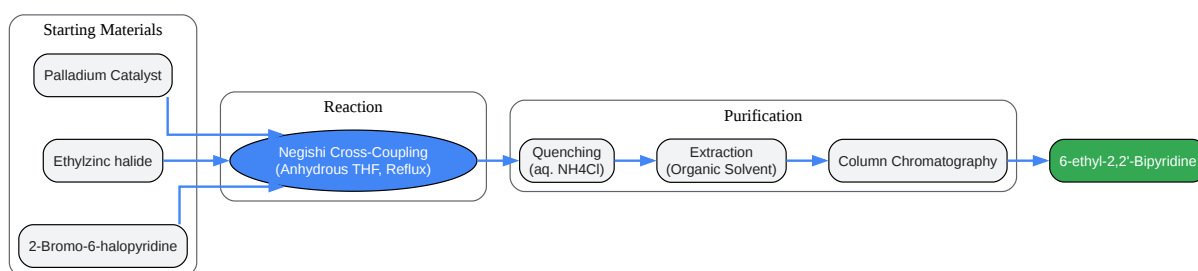 Starting Materials
Palladium Catalyst
Ethylzinc halide
2-Bromo-6-halopyridine
Reaction
Negishi Cross-Coupling
(Anhydrous THF, Reflux)
Purification
Quenching
(aq. NH4Cl)
Extraction
(Organic Solvent)
Column Chromatography
6-ethyl-2,2'-Bipyridine